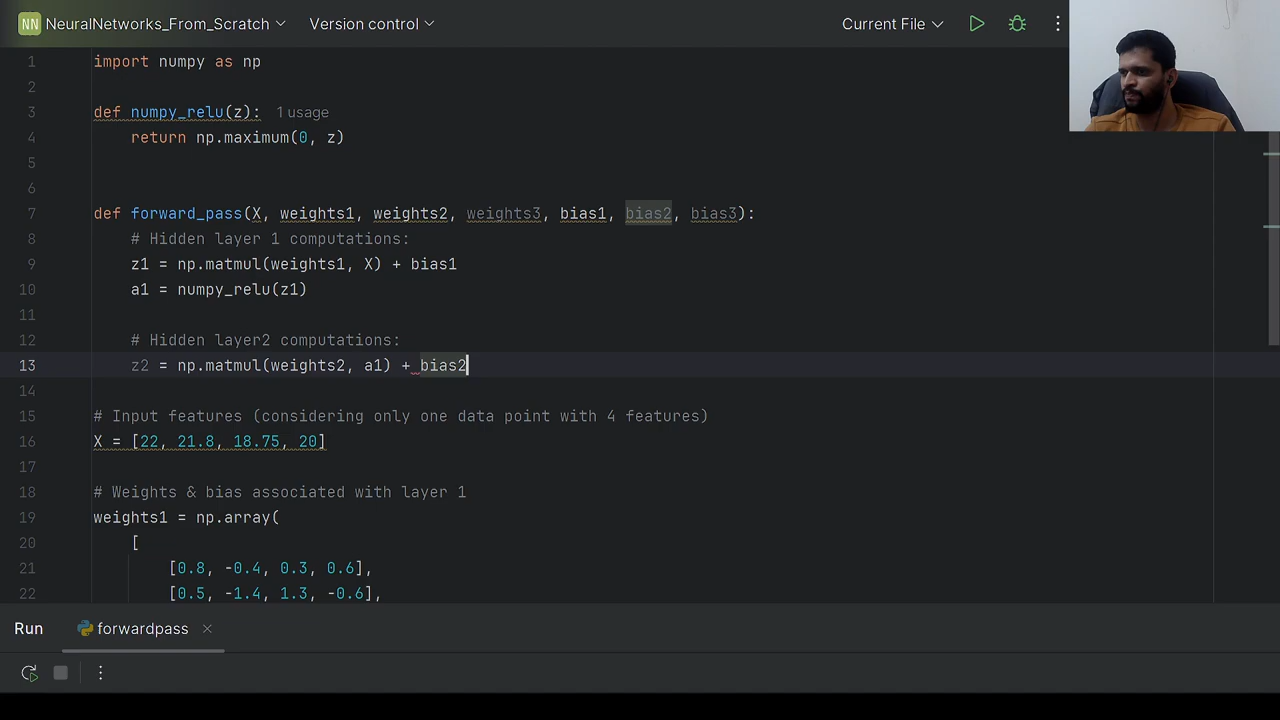 NN NeuralNetworks_From_Scratch Version control Current File
1 import numpy as np
2
3 def numpy_relu(z): 1 usage
4 return np.maximum(0, z)
5
6
7 def forward_pass(X, weights1, weights2, weights3, bias1, bias2, bias3):
8 # Hidden layer 1 computations:
9 z1 = np.matmul(weights1, X) + bias1
10 a1 = numpy_relu(z1)
11
12 # Hidden layer2 computations:
13 z2 = np.matmul(weights2, a1) + bias2
14
15 # Input features (considering only one data point with 4 features)
16 X = [22, 21.8, 18.75, 20]
17
18 # Weights & bias associated with layer 1
19 weights1 = np.array(
20 [
21 [0.8, -0.4, 0.3, 0.6],
22 [0.5, -1.4, 1.3, -0.6],
Run forwardpass